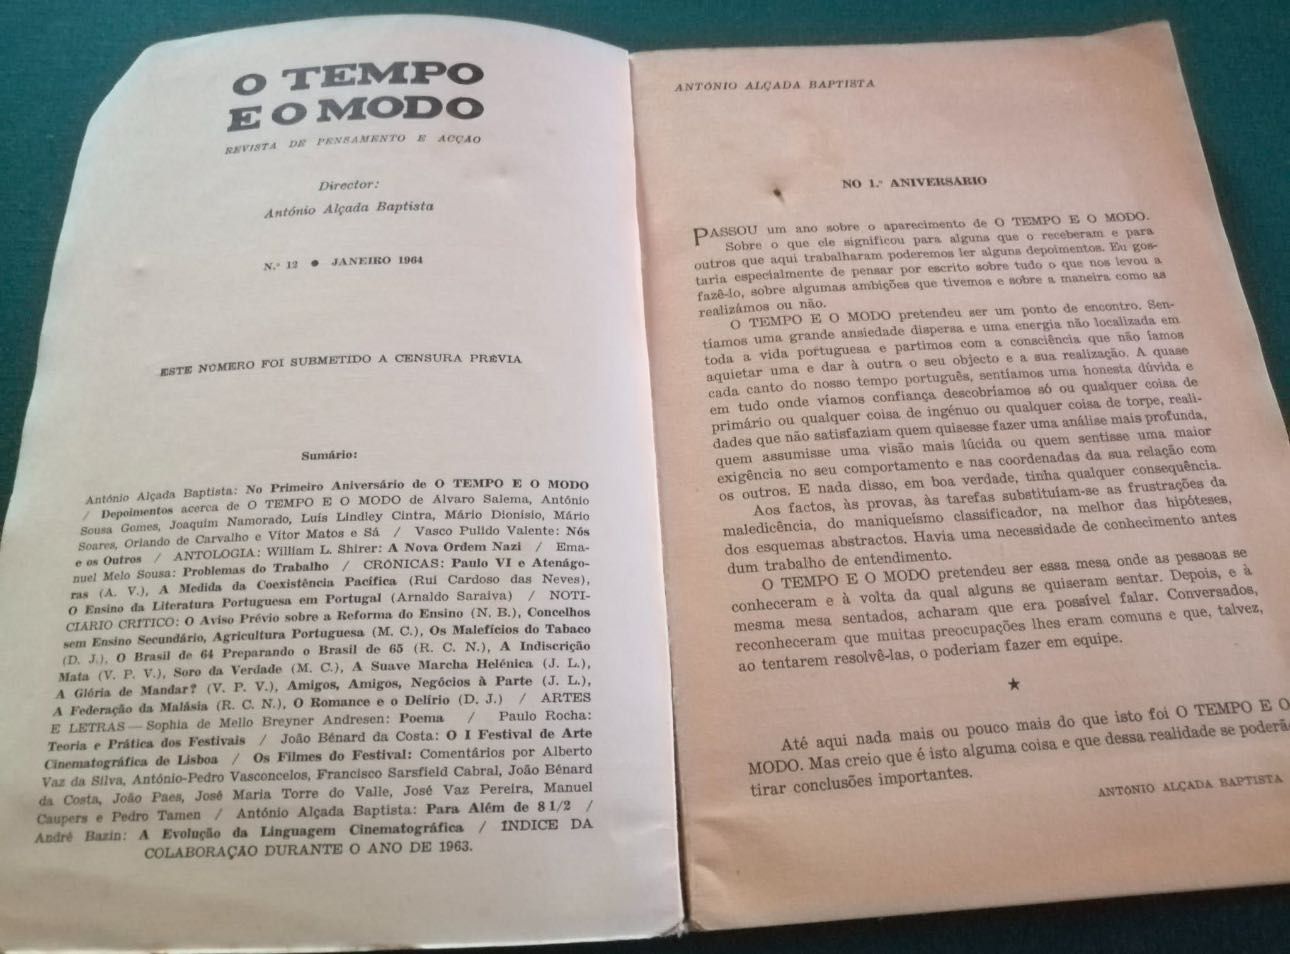 O TEMPO
E O MODO
REVISTA DE PENSAMENTO E ACÇÃO
Director:
António Alçada Baptista
N.º 12 ● JANEIRO 1964
ESTE NÚMERO FOI SUBMETIDO A CENSURA PRÉVIA
Sumário:
António Alçada Baptista: No Primeiro Aniversário de O TEMPO E O MODO
/ Depoimentos acerca de O TEMPO E O MODO de Alvaro Salema, António
Sousa Gomes, Joaquim Namorado, Luís Lindley Cintra, Mário Dionísio, Mário
Soares, Orlando de Carvalho e Vítor Matos e Sá / Vasco Pulido Valente: Nós
e os Outros / ANTOLOGIA: William L. Shirer: A Nova Ordem Nazi / Ema-
nuel Melo Sousa: Problemas do Trabalho / CRÓNICAS: Paulo VI e Atenágo-
ras (A. V.), A Medida da Coexistência Pacífica (Rui Cardoso das Neves),
O Ensino da Literatura Portuguesa em Portugal (Arnaldo Saraiva) / NOTI-
CIÁRIO CRITICO: O Aviso Prévio sobre a Reforma do Ensino (N. B.), Concelhos
sem Ensino Secundário, Agricultura Portuguesa (M. C.), Os Malefícios do Tabaco
(D. J.), O Brasil de 64 Preparando o Brasil de 65 (R. C. N.), A Indiscrição
Mata (V. P. V.), Soro da Verdade (M. C.), A Suave Marcha Helénica (J. L.),
A Glória de Mandar? (V. P. V.), Amigos, Amigos, Negócios à Parte (J. L.),
A Federação da Malásia (R. C. N.), O Romance e o Delírio (D. J.) / ARTES
E LETRAS — Sophia de Mello Breyner Andresen: Poema / Paulo Rocha:
Teoria e Prática dos Festivais / João Bénard da Costa: O I Festival de Arte
Cinematográfica de Lisboa / Os Filmes do Festival: Comentários por Alberto
Vaz da Silva, António-Pedro Vasconcelos, Francisco Sarsfield Cabral, João Bénard
da Costa, João Paes, José Maria Torre do Valle, José Vaz Pereira, Manuel
Caupers e Pedro Tamen / António Alçada Baptista: Para Além de 8 1/2 /
André Bazin: A Evolução da Linguagem Cinematográfica / ÍNDICE DA
COLABORAÇÃO DURANTE O ANO DE 1963.
ANTÓNIO ALÇADA BAPTISTA
NO 1.º ANIVERSÁRIO
PASSOU um ano sobre o aparecimento de O TEMPO E O MODO.
Sobre o que ele significou para alguns que o receberam e para
outros que aqui trabalharam poderemos ler alguns depoimentos. Eu gos-
taria especialmente de pensar por escrito sobre tudo o que nos levou a
fazê-lo, sobre algumas ambições que tivemos e sobre a maneira como as
realizámos ou não.
O TEMPO E O MODO pretendeu ser um ponto de encontro. Sen-
tíamos uma grande ansiedade dispersa e uma energia não localizada em
toda a vida portuguesa e partimos com a consciência que não íamos
aquietar uma e dar à outra o seu objecto e a sua realização. A quase
cada canto do nosso tempo português, sentíamos uma honesta dúvida e
em tudo onde víamos confiança descobríamos só ou qualquer coisa de
primário ou qualquer coisa de ingénuo ou qualquer coisa de torpe, reali-
dades que não satisfaziam quem quisesse fazer uma análise mais profunda,
quem assumisse uma visão mais lúcida ou quem sentisse uma maior
exigência no seu comportamento e nas coordenadas da sua relação com
os outros. E nada disso, em boa verdade, tinha qualquer consequência.
Aos factos, às provas, às tarefas substituíam-se as frustrações da
maledicência, do maniqueísmo classificador, na melhor das hipóteses,
dos esquemas abstractos. Havia uma necessidade de conhecimento antes
dum trabalho de entendimento.
O TEMPO E O MODO pretendeu ser essa mesa onde as pessoas se
conheceram e à volta da qual alguns se quiseram sentar. Depois, e à
mesma mesa sentados, acharam que era possível falar. Conversados,
reconheceram que muitas preocupações lhes eram comuns e que, talvez,
ao tentarem resolvê-las, o poderiam fazer em equipe.
★
Até aqui nada mais ou pouco mais do que isto foi O TEMPO E O
MODO. Mas creio que é isto alguma coisa e que dessa realidade se poderão
tirar conclusões importantes.
ANTÓNIO ALÇADA BAPTISTA